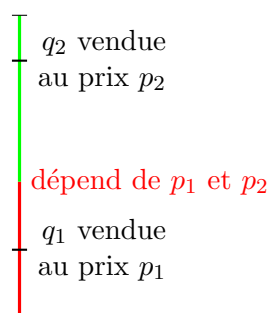 q₂ vendue
au prix p₂
dépend de p₁ et p₂
q₁ vendue
au prix p₁